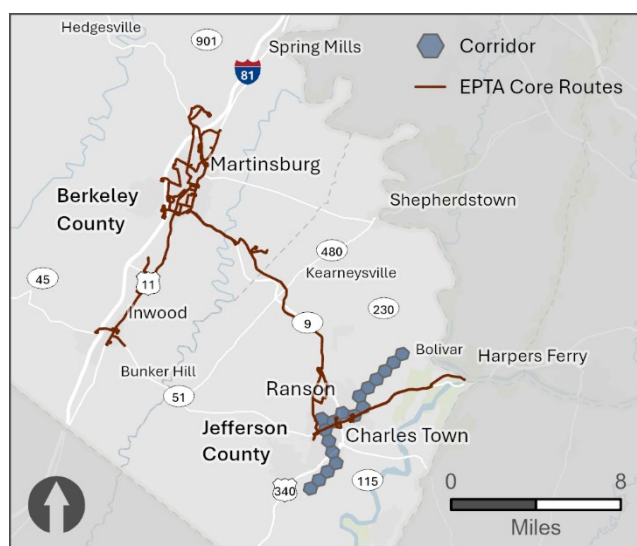 Hedgesville
901
Spring Mills
81
Corridor
EPTA Core Routes
Martinsburg
Berkeley
County
Shepherdstown
480
Kearneysville
45
11
230
Inwood
9
Bolivar
Harpers Ferry
Bunker Hill
51
Ranson
Jefferson
County
Charles Town
340
115
0
8
Miles